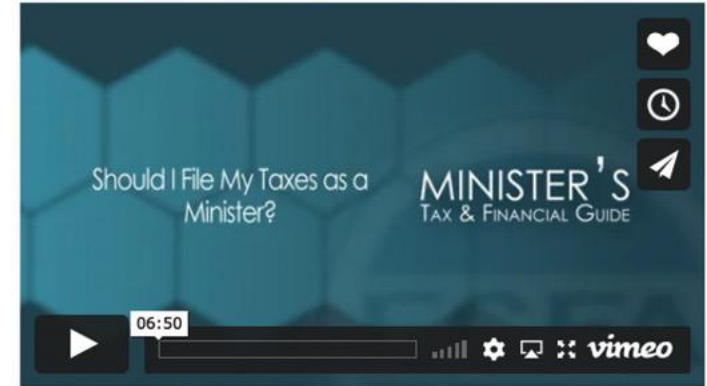 Should I File My Taxes as a
Minister?
MINISTER'S
TAX & FINANCIAL GUIDE
06:50
vimeo